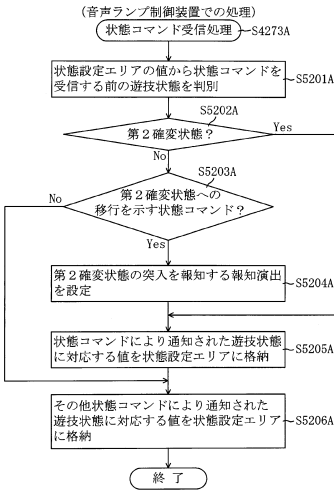 (音声ランプ制御装置での処理)
状態コマンド受信処理
S4273A
状態設定エリアの値から状態コマンドを
受信する前の遊技状態を判別
S5201A
S5202A
第2確変状態?
Yes
No
S5203A
第2確変状態への
移行を示す状態コマンド?
No
Yes
第2確変状態の突入を報知する報知演出
を設定
S5204A
状態コマンドにより通知された遊技状態
に対応する値を状態設定エリアに格納
S5205A
その他状態コマンドにより通知された
遊技状態に対応する値を状態設定エリア
に格納
S5206A
終了